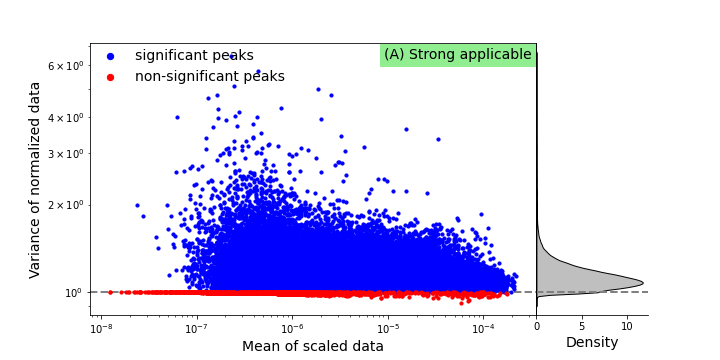 (A) Strong applicable
significant peaks
non-significant peaks
Variance of normalized data
6 × 10⁰
4 × 10⁰
3 × 10⁰
2 × 10⁰
10⁰
10⁻⁸ 10⁻⁷ 10⁻⁶ 10⁻⁵ 10⁻⁴
0 5 10
Mean of scaled data
Density